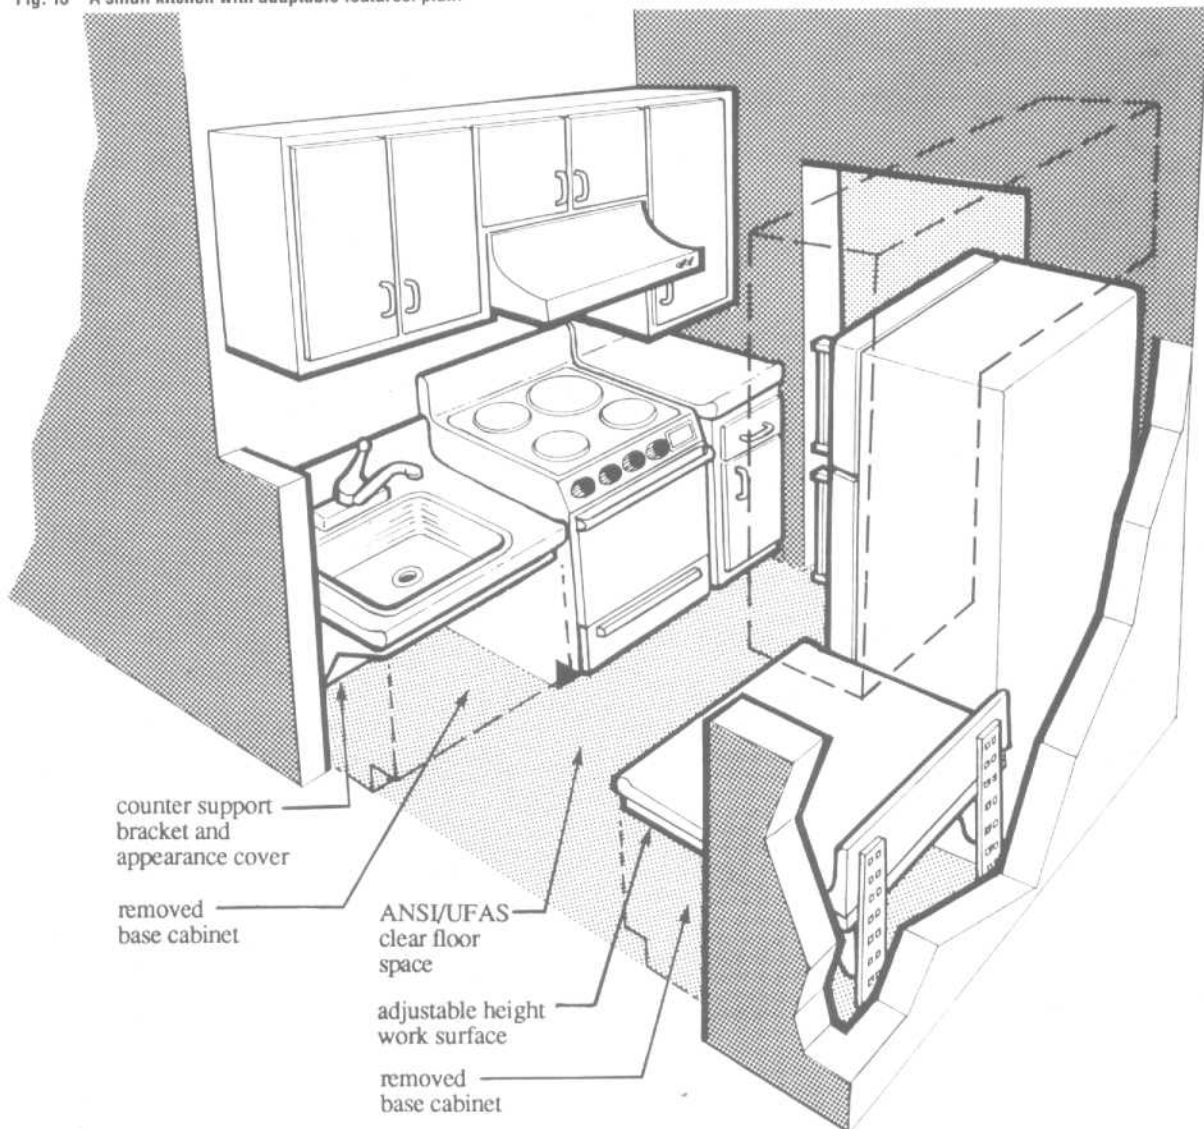 counter support
bracket and
appearance cover
removed
base cabinet
ANSI/UFAS
clear floor
space
adjustable height
work surface
removed
base cabinet